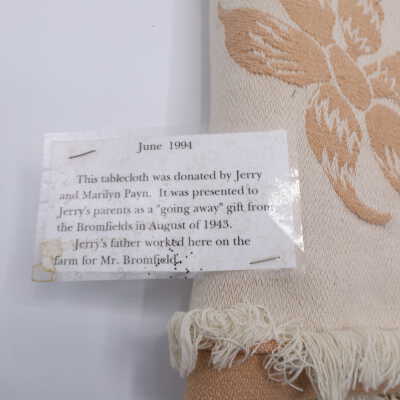 June 1994
This tablecloth was donated by Jerry
and Marilyn Payn. It was presented to
Jerry's parents as a "going away" gift from
the Bromfields in August of 1943.
Jerry's father worked here on the
farm for Mr. Bromfield.